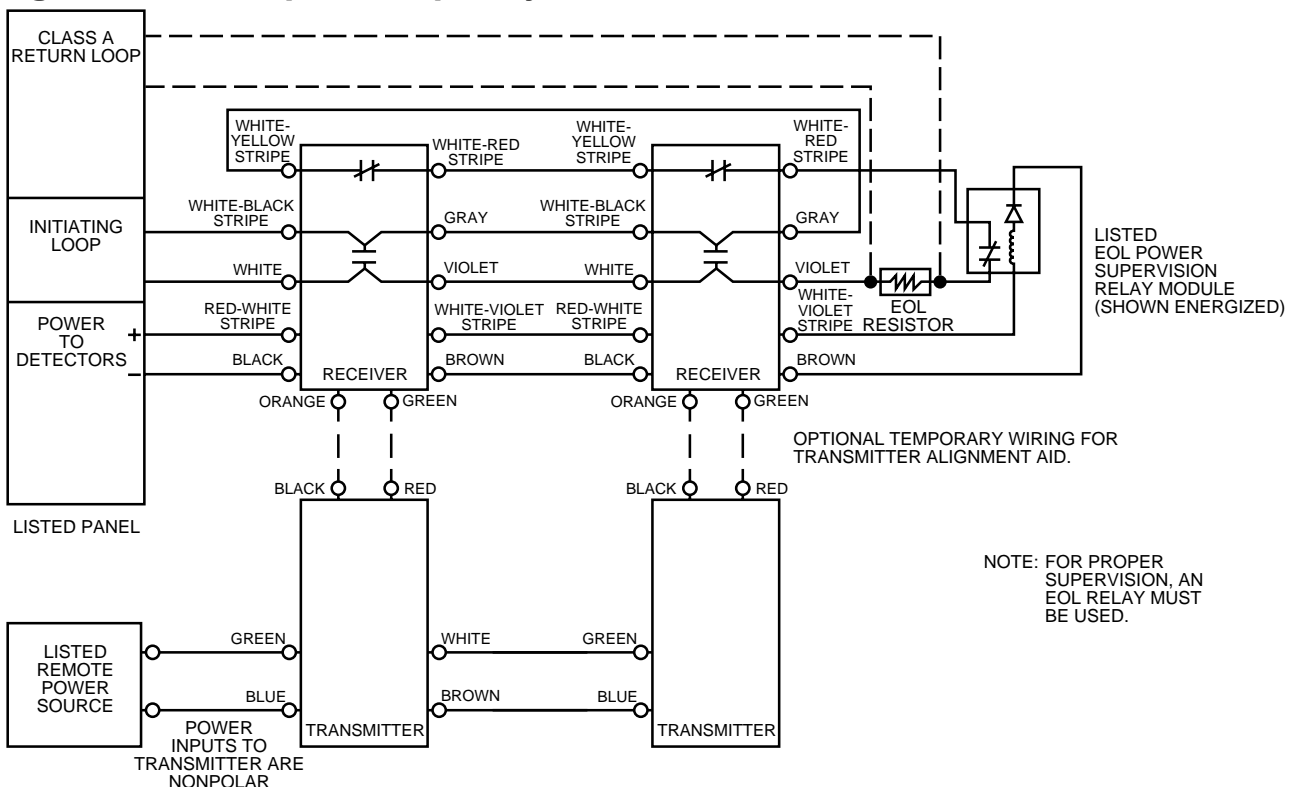 CLASS A
RETURN LOOP
WHITE-
YELLOW
STRIPE
WHITE-RED
STRIPE
WHITE-
YELLOW
STRIPE
WHITE-
RED
STRIPE
INITIATING
LOOP
WHITE-BLACK
STRIPE
GRAY
WHITE-BLACK
STRIPE
GRAY
WHITE
VIOLET
WHITE
VIOLET
LISTED
EOL POWER
SUPERVISION
RELAY MODULE
(SHOWN ENERGIZED)
EOL
RESISTOR
POWER
TO
DETECTORS
+
–
RED-WHITE
STRIPE
WHITE-VIOLET
STRIPE
RED-WHITE
STRIPE
WHITE-
VIOLET
STRIPE
BLACK
BROWN
BLACK
BROWN
RECEIVER
RECEIVER
ORANGE
GREEN
ORANGE
GREEN
OPTIONAL TEMPORARY WIRING FOR
TRANSMITTER ALIGNMENT AID.
BLACK
RED
BLACK
RED
LISTED PANEL
NOTE: FOR PROPER
SUPERVISION, AN
EOL RELAY MUST
BE USED.
LISTED
REMOTE
POWER
SOURCE
GREEN
WHITE
GREEN
BLUE
BROWN
BLUE
TRANSMITTER
TRANSMITTER
POWER
INPUTS TO
TRANSMITTER ARE
NONPOLAR